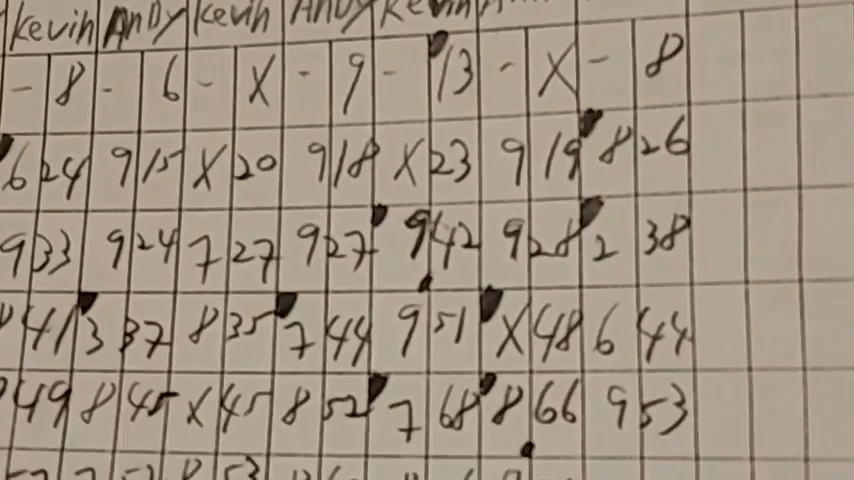 Kevin Andy Kevin Andy Kevin
- 8 - 6 - X - 9 - 13 - X - 8
6 24 9 15 X 20 9 18 X 23 9 19 8 26
9 33 9 24 7 27 9 27 9 42 9 28 2 38
41 3 37 8 35 7 44 9 51 X 48 6 44
49 8 45 X 45 8 52 7 68 8 66 9 53
53